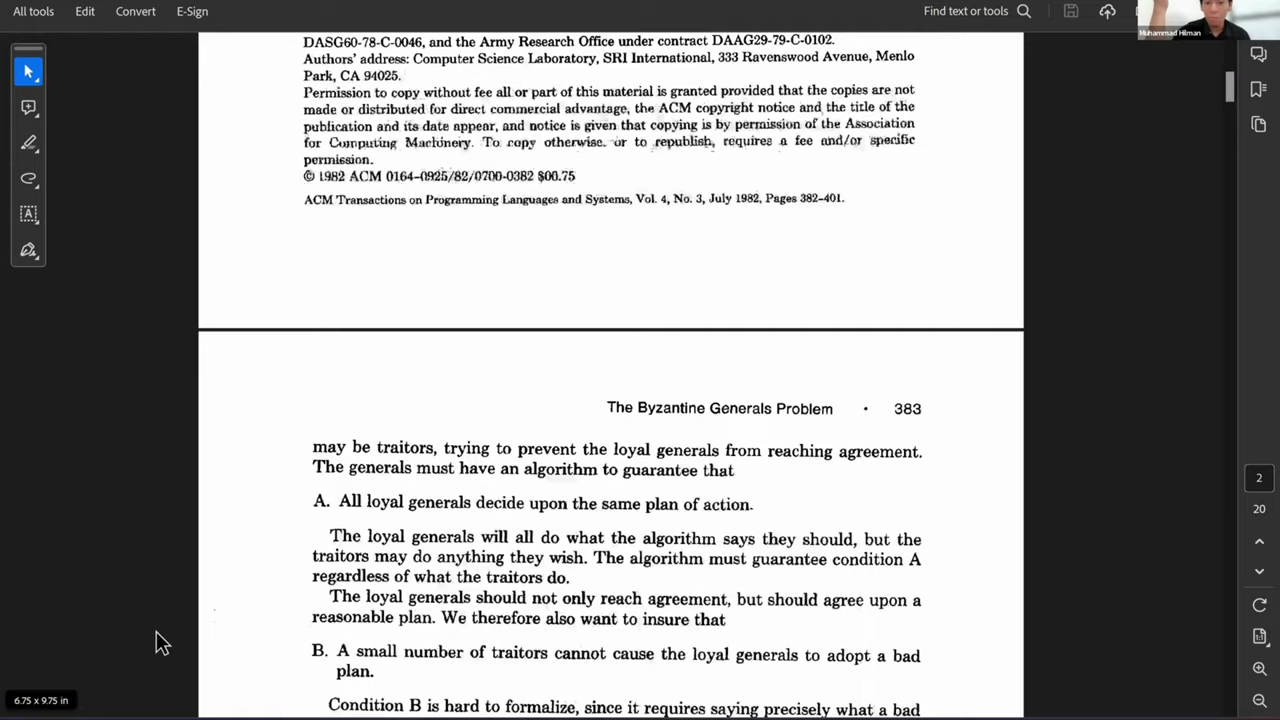 All tools Edit Convert E-Sign Find text or tools
Muhammad Hilman
DASG60-78-C-0046, and the Army Research Office under contract DAAG29-79-C-0102.
Authors' address: Computer Science Laboratory, SRI International, 333 Ravenswood Avenue, Menlo
Park, CA 94025.
Permission to copy without fee all or part of this material is granted provided that the copies are not
made or distributed for direct commercial advantage, the ACM copyright notice and the title of the
publication and its date appear, and notice is given that copying is by permission of the Association
for Computing Machinery. To copy otherwise, or to republish, requires a fee and/or specific
permission.
© 1982 ACM 0164-0925/82/0700-0382 $00.75
ACM Transactions on Programming Languages and Systems, Vol. 4, No. 3, July 1982, Pages 382-401.
The Byzantine Generals Problem · 383
may be traitors, trying to prevent the loyal generals from reaching agreement.
The generals must have an algorithm to guarantee that
A. All loyal generals decide upon the same plan of action.
The loyal generals will all do what the algorithm says they should, but the
traitors may do anything they wish. The algorithm must guarantee condition A
regardless of what the traitors do.
The loyal generals should not only reach agreement, but should agree upon a
reasonable plan. We therefore also want to insure that
B. A small number of traitors cannot cause the loyal generals to adopt a bad
plan.
Condition B is hard to formalize, since it requires saying precisely what a bad
2
20
6.75 x 9.75 in